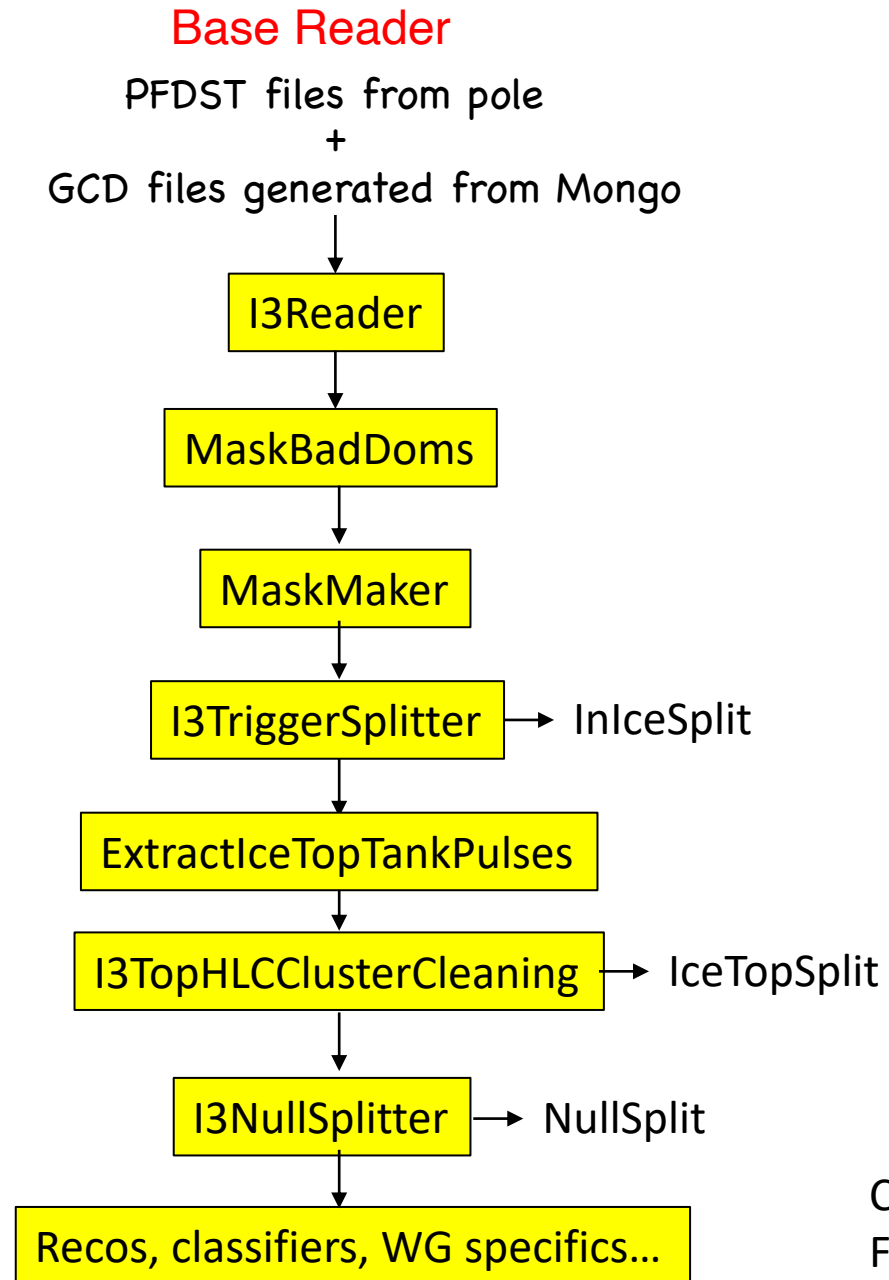 Base Reader
PFDST files from pole
+
GCD files generated from Mongo
I3Reader
MaskBadDoms
MaskMaker
I3TriggerSplitter
InIceSplit
ExtractIceTopTankPulses
I3TopHLCClusterCleaning
IceTopSplit
I3NullSplitter
NullSplit
Recos, classifiers, WG specifics…